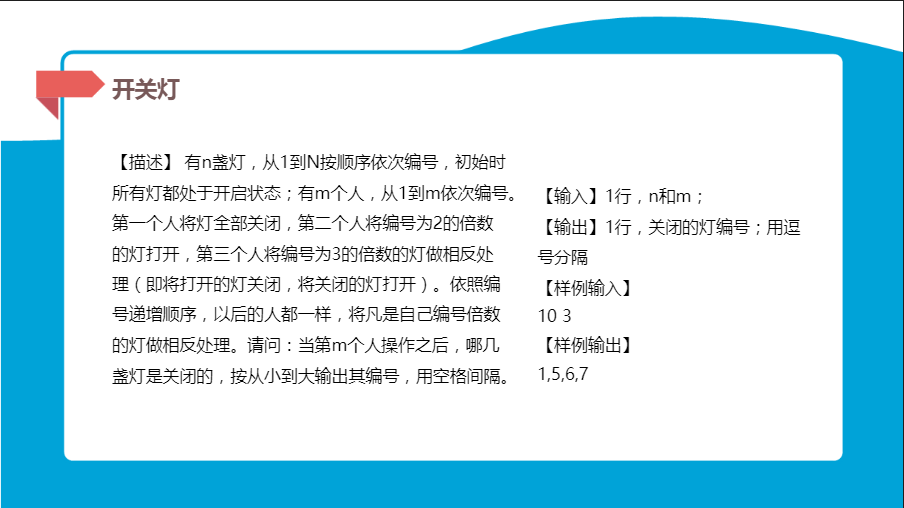 开关灯
【描述】 有n盏灯，从1到N按顺序依次编号，初始时
所有灯都处于开启状态；有m个人，从1到m依次编号。
第一个人将灯全部关闭，第二个人将编号为2的倍数
的灯打开，第三个人将编号为3的倍数的灯做相反处
理（即将打开的灯关闭，将关闭的灯打开）。依照编
号递增顺序，以后的人都一样，将凡是自己编号倍数
的灯做相反处理。请问：当第m个人操作之后，哪几
盏灯是关闭的，按从小到大输出其编号，用空格间隔。
【输入】1行，n和m；
【输出】1行，关闭的灯编号；用逗
号分隔
【样例输入】
10 3
【样例输出】
1,5,6,7